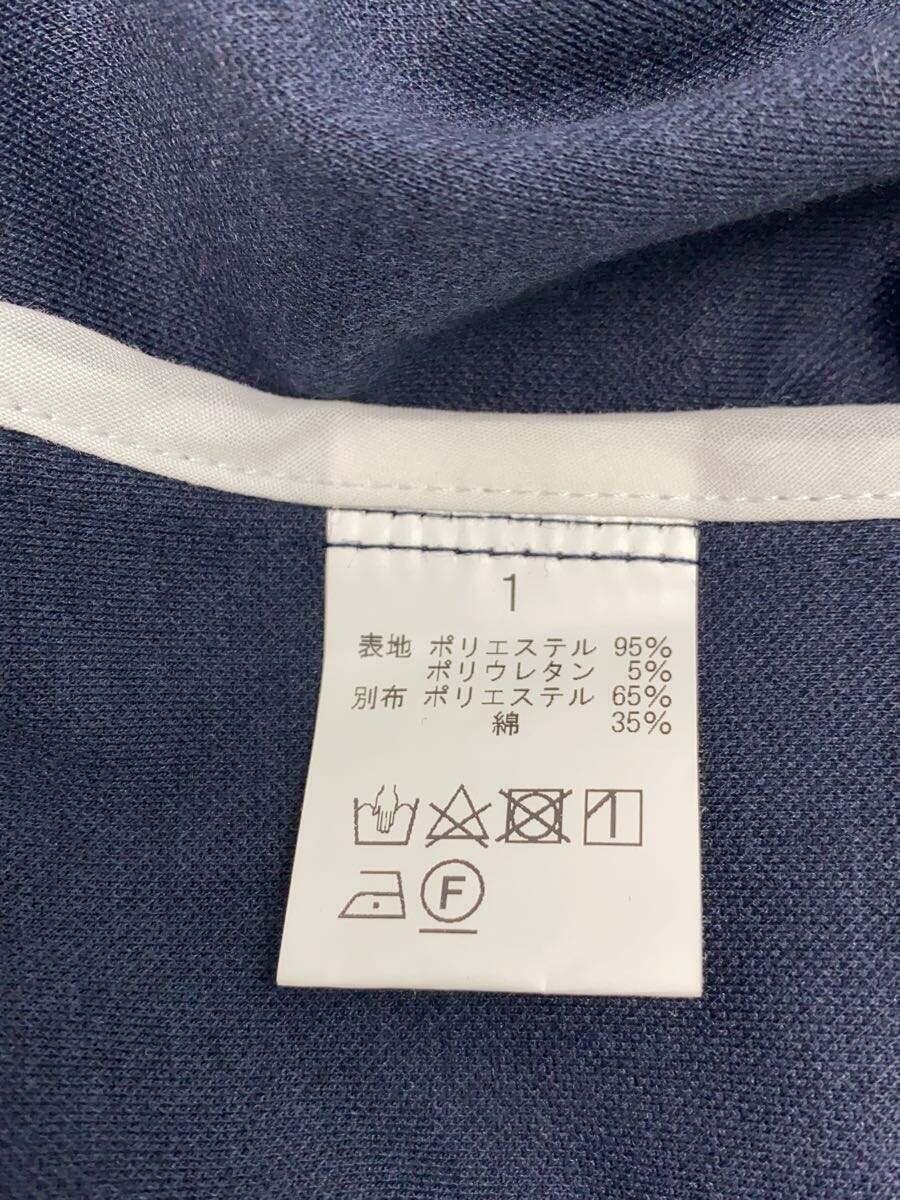 1
表地 ポリエステル 95%
ポリウレタン 5%
別布 ポリエステル 65%
綿 35%
F